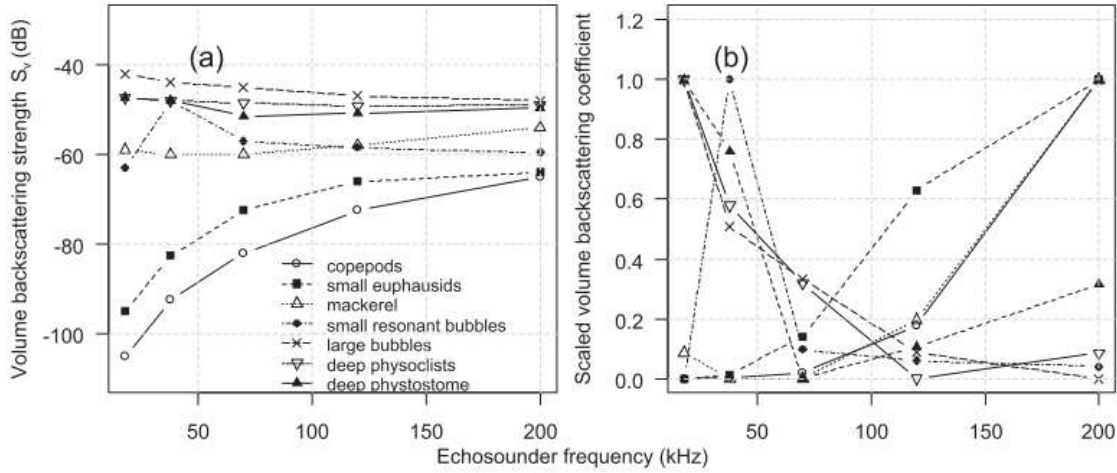 Volume backscattering strength Sv (dB)
-40
-60
-80
-100
(a)
copepods
small euphausids
mackerel
small resonant bubbles
large bubbles
deep physoclists
deep phystostome
50
100
150
200
Scaled volume backscattering coefficient
1.2
1.0
0.8
0.6
0.4
0.2
0.0
(b)
50
100
150
200
Echosounder frequency (kHz)